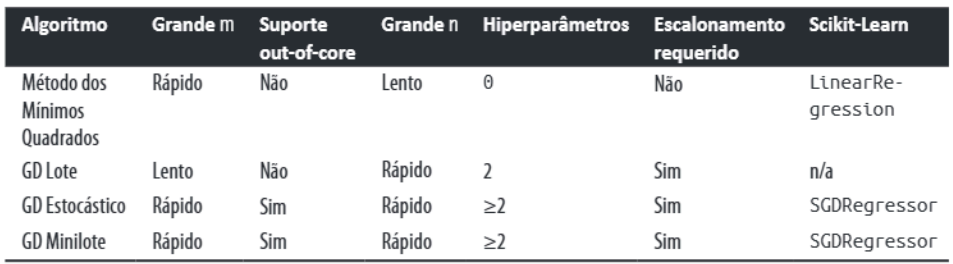 Algoritmo Grande m Suporte out-of-core Grande n Hiperparâmetros Escalonamento requerido Scikit-Learn
Método dos Mínimos Quadrados Rápido Não Lento 0 Não LinearRe-gression
GD Lote Lento Não Rápido 2 Sim n/a
GD Estocástico Rápido Sim Rápido ≥2 Sim SGDRegressor
GD Minilote Rápido Sim Rápido ≥2 Sim SGDRegressor